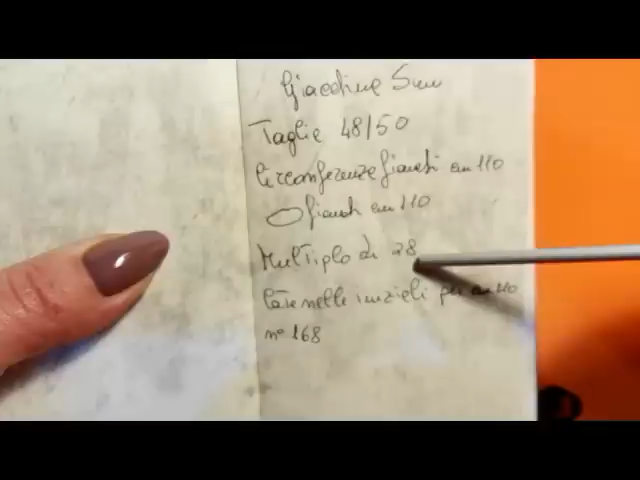 Giacchino Sun
Taglie 48/50
Circonferenza fianchi cm 110
fianchi cm 110
Multiplo di 28
Catenelle iniziali per cm 110
n° 168